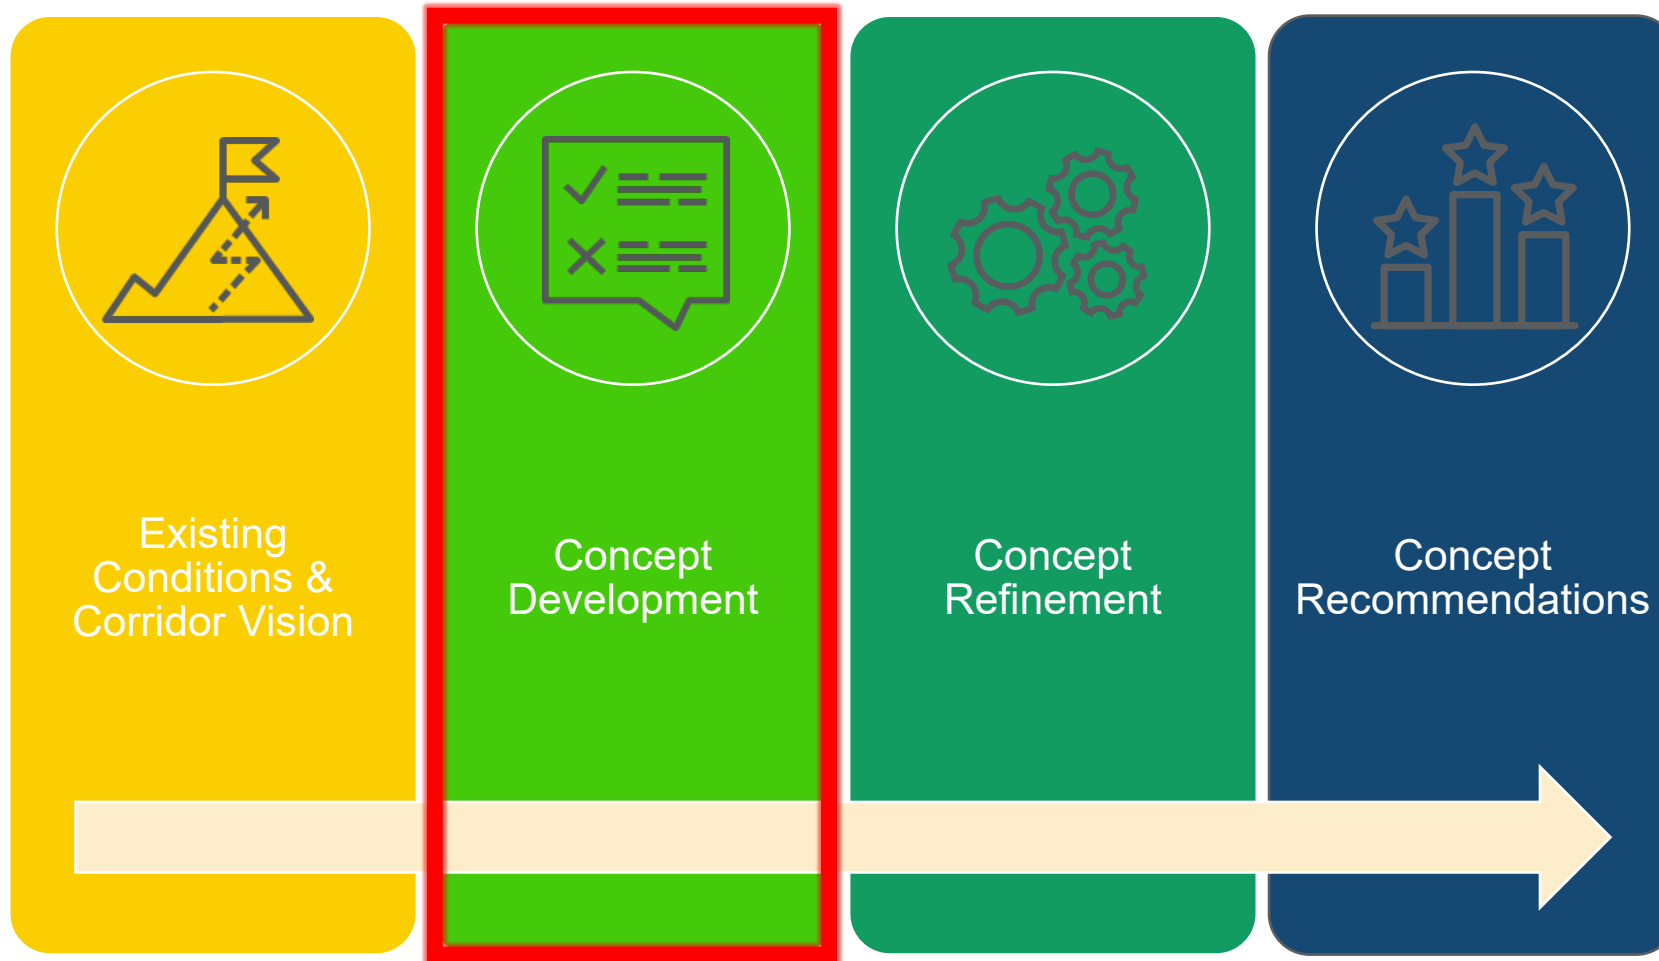 Existing
Conditions &
Corridor Vision
Concept
Development
Concept
Refinement
Concept
Recommendations